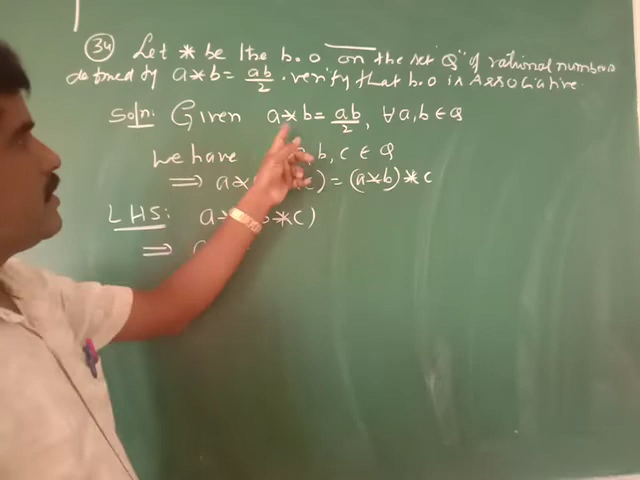 34 Let * be the b.o on the set Q of rational numbers
defined by a*b = ab/2. verify that b.o is Associative.
Soln: Given a*b = ab/2, ∀ a,b ∈ Q
We have b, c ∈ Q
⇒ a* c) = (a*b) * c
LHS: a* *c)
⇒